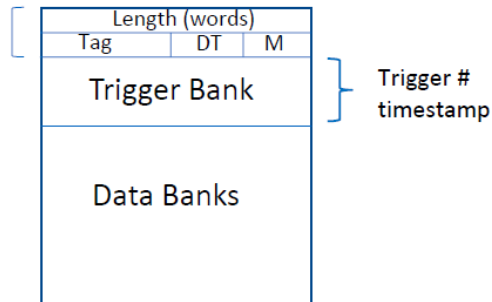 Length (words)
Tag DT M
Trigger Bank
Trigger #
timestamp
Data Banks